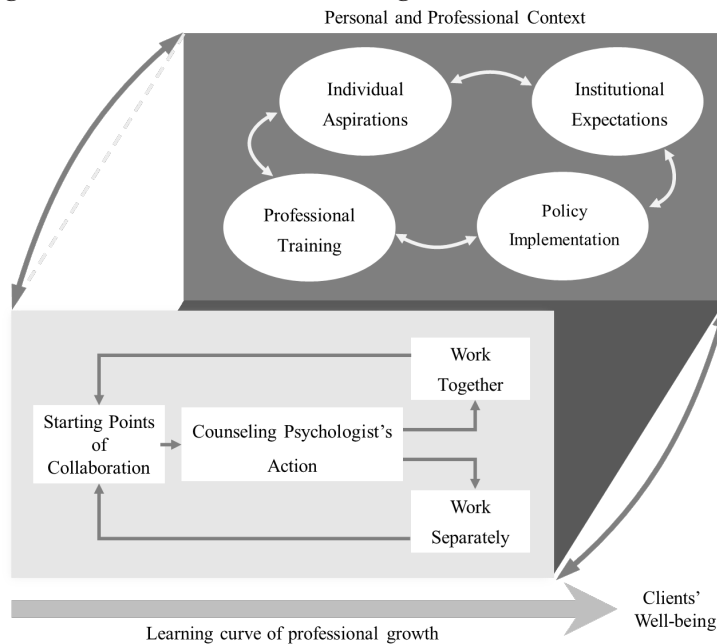 Personal and Professional Context
Individual
Aspirations
Institutional
Expectations
Professional
Training
Policy
Implementation
Work
Together
Starting Points
of
Collaboration
Counseling Psychologist's
Action
Work
Separately
Clients'
Well-being
Learning curve of professional growth